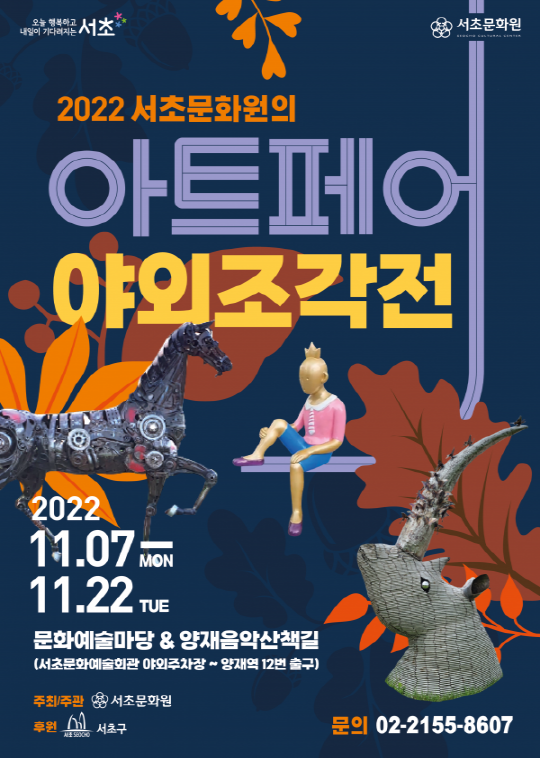 오늘 행복하고
내일이 기다려지는 서초
서초문화원
SEOCHO CULTURAL CENTER
2022 서초문화원의
아트페어
야외조각전
2022
11.07 MON
11.22 TUE
문화예술마당 & 양재음악산책길
(서초문화예술회관 야외주차장 ~ 양재역 12번 출구)
주최/주관 서초문화원
후원 서초 SEOCHO 서초구
문의 02-2155-8607